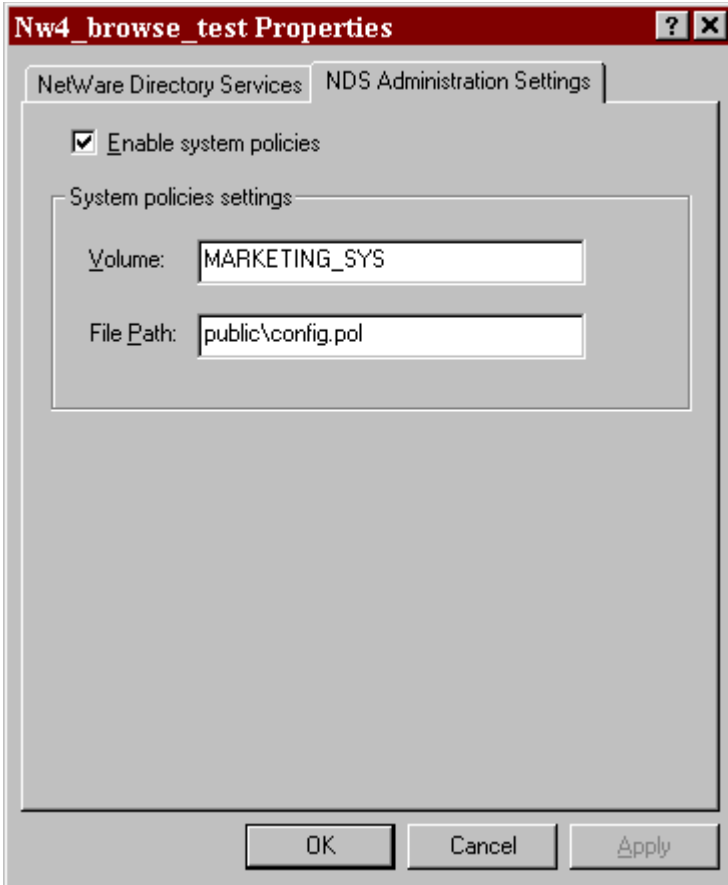 Nw4_browse_test Properties
NetWare Directory Services
NDS Administration Settings
Enable system policies
System policies settings
Volume: MARKETING_SYS
File Path: public\config.pol
OK Cancel Apply